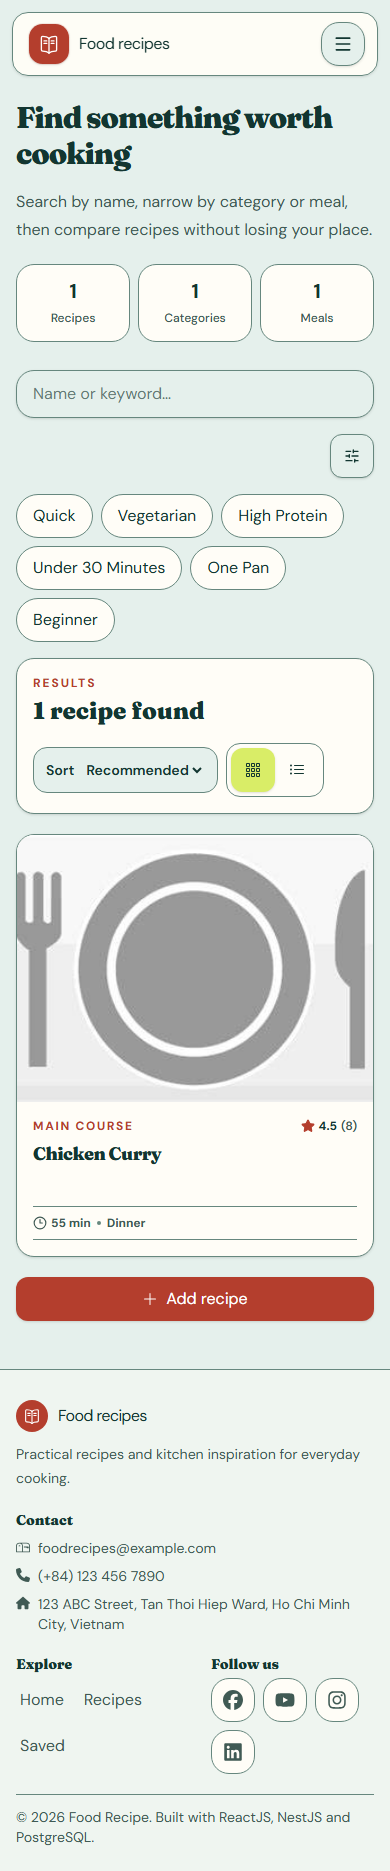 Food recipes
Find something worth
cooking
Search by name, narrow by category or meal,
then compare recipes without losing your place.
1
Recipes
1
Categories
1
Meals
Name or keyword...
Quick
Vegetarian
High Protein
Under 30 Minutes
One Pan
Beginner
RESULTS
1 recipe found
Sort Recommended
MAIN COURSE
4.5 (8)
Chicken Curry
55 min • Dinner
+ Add recipe
Food recipes
Practical recipes and kitchen inspiration for everyday
cooking.
Contact
foodrecipes@example.com
(+84) 123 456 7890
123 ABC Street, Tan Thoi Hiep Ward, Ho Chi Minh
City, Vietnam
Explore
Home
Recipes
Saved
Follow us
© 2026 Food Recipe. Built with ReactJS, NestJS and
PostgreSQL.